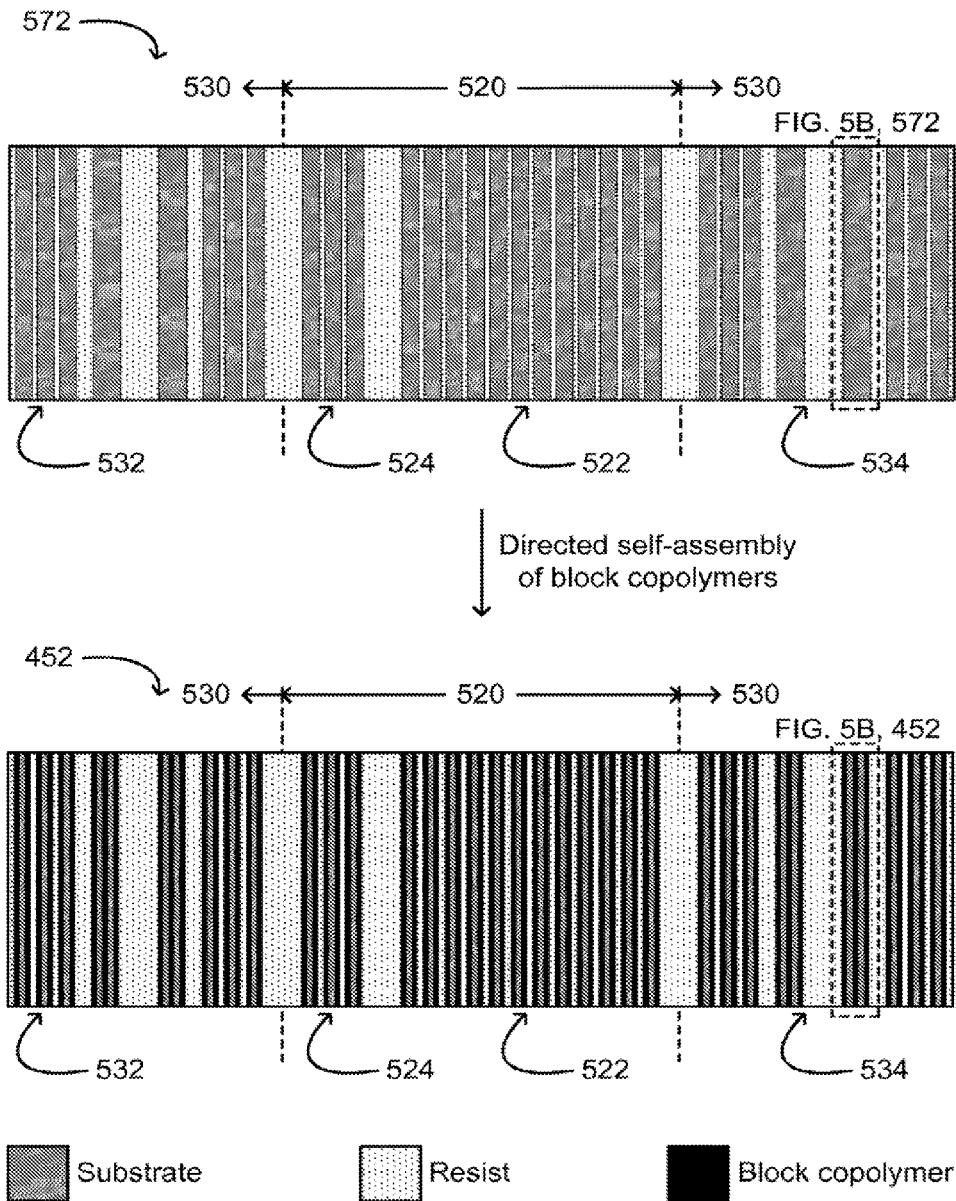 572
530
520
530
FIG. 5B, 572
532
524
522
534
Directed self-assembly
of block copolymers
452
530
520
530
FIG. 5B, 452
532
524
522
534
Substrate
Resist
Block copolymer